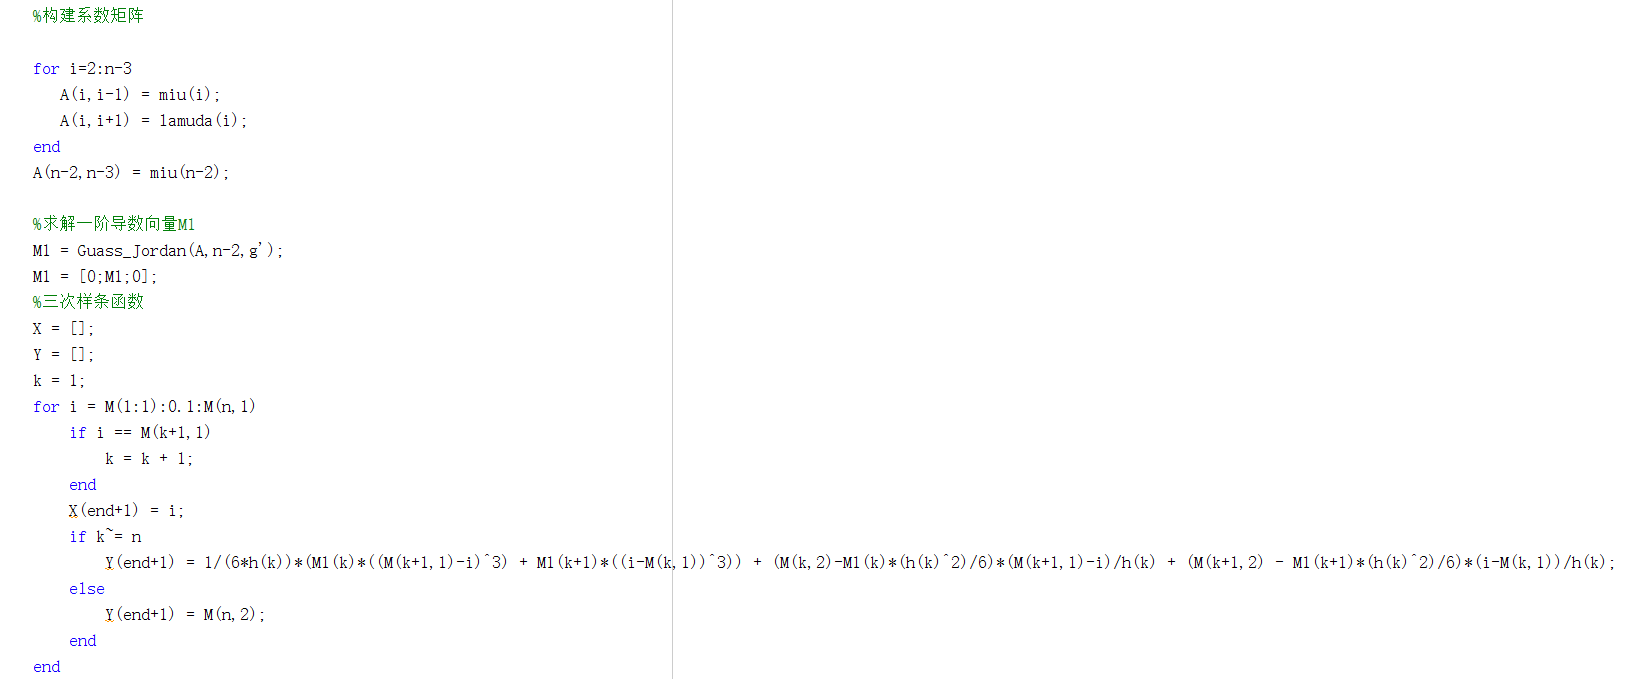 %构建系数矩阵
for i=2:n-3
A(i,i-1) = miu(i);
A(i,i+1) = lamuda(i);
end
A(n-2,n-3) = miu(n-2);
%求解一阶导数向量M1
M1 = Guass_Jordan(A,n-2,g');
M1 = [0;M1;0];
%三次样条函数
X = [];
Y = [];
k = 1;
for i = M(1:1):0.1:M(n,1)
if i == M(k+1,1)
k = k + 1;
end
X(end+1) = i;
if k~= n
Y(end+1) = 1/(6*h(k))*(M1(k)*((M(k+1,1)-i)^3) + M1(k+1)*((i-M(k,1))^3)) + (M(k,2)-M1(k)*(h(k)^2)/6)*(M(k+1,1)-i)/h(k) + (M(k+1,2) - M1(k+1)*(h(k)^2)/6)*(i-M(k,1))/h(k);
else
Y(end+1) = M(n,2);
end
end